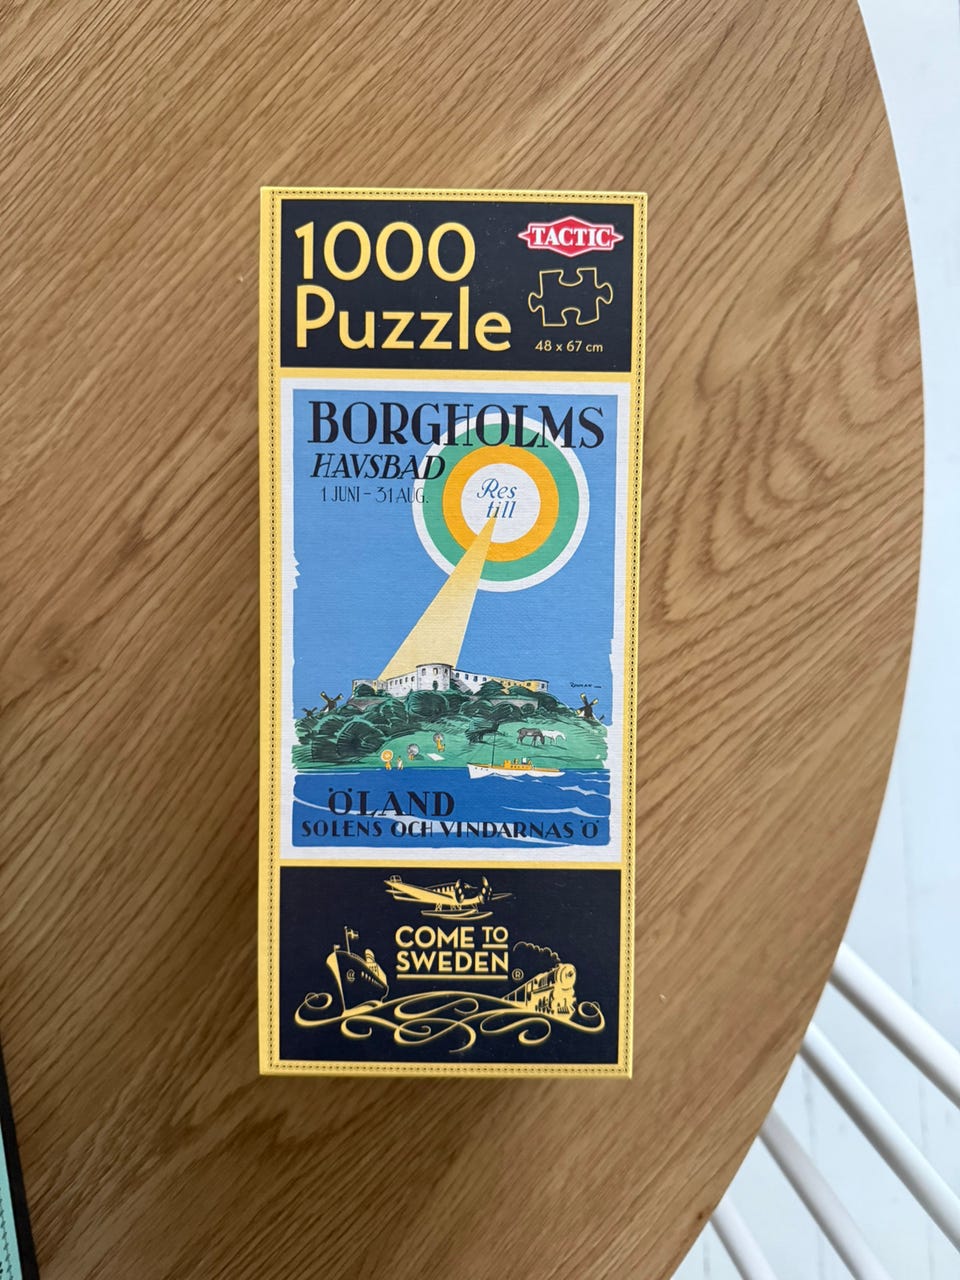 1000
Puzzle
TACTIC
48 x 67 cm
BORGHOLMS
HAVSBAD
1 JUNI - 31 AUG.
Res
till
ÖLAND
SOLENS OCH VINDARNAS Ö
COME TO
SWEDEN®